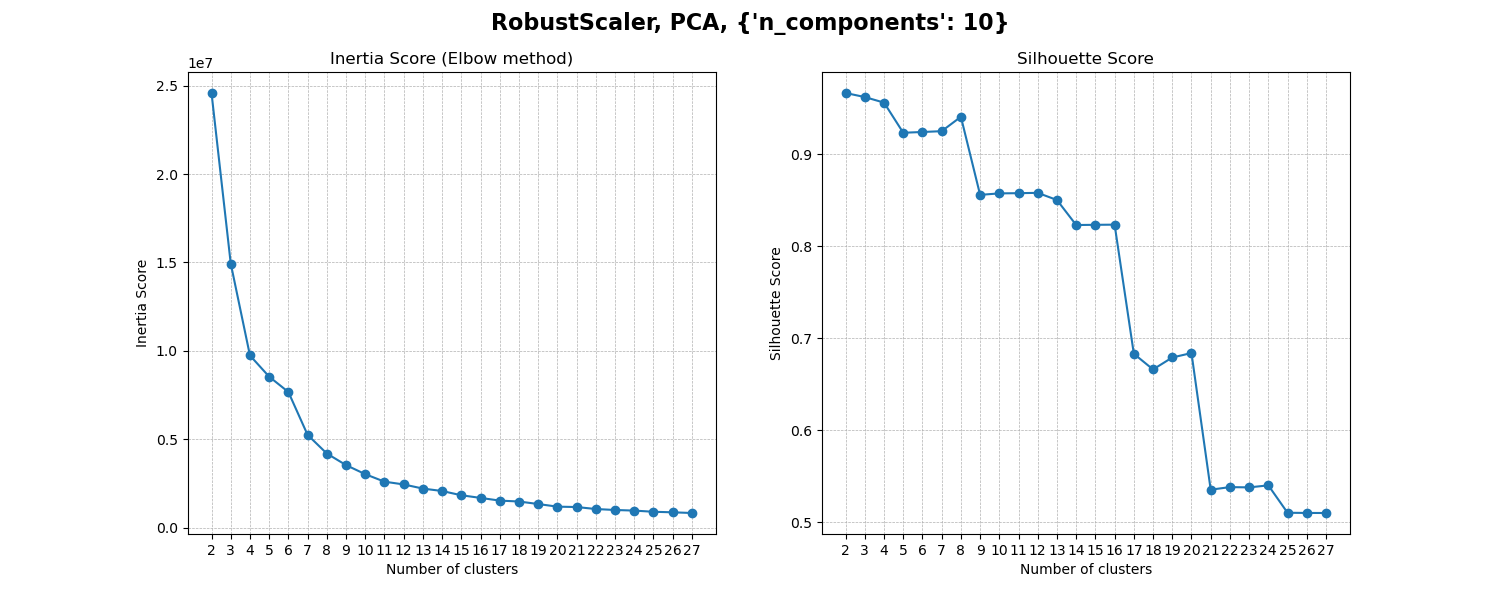 RobustScaler, PCA, {'n_components': 10}
Inertia Score (Elbow method)
1e7
2.5
2.0
1.5
1.0
0.5
0.0
Inertia Score
2 3 4 5 6 7 8 9 10 11 12 13 14 15 16 17 18 19 20 21 22 23 24 25 26 27
Number of clusters
Silhouette Score
0.9
0.8
0.7
0.6
0.5
Silhouette Score
2 3 4 5 6 7 8 9 10 11 12 13 14 15 16 17 18 19 20 21 22 23 24 25 26 27
Number of clusters